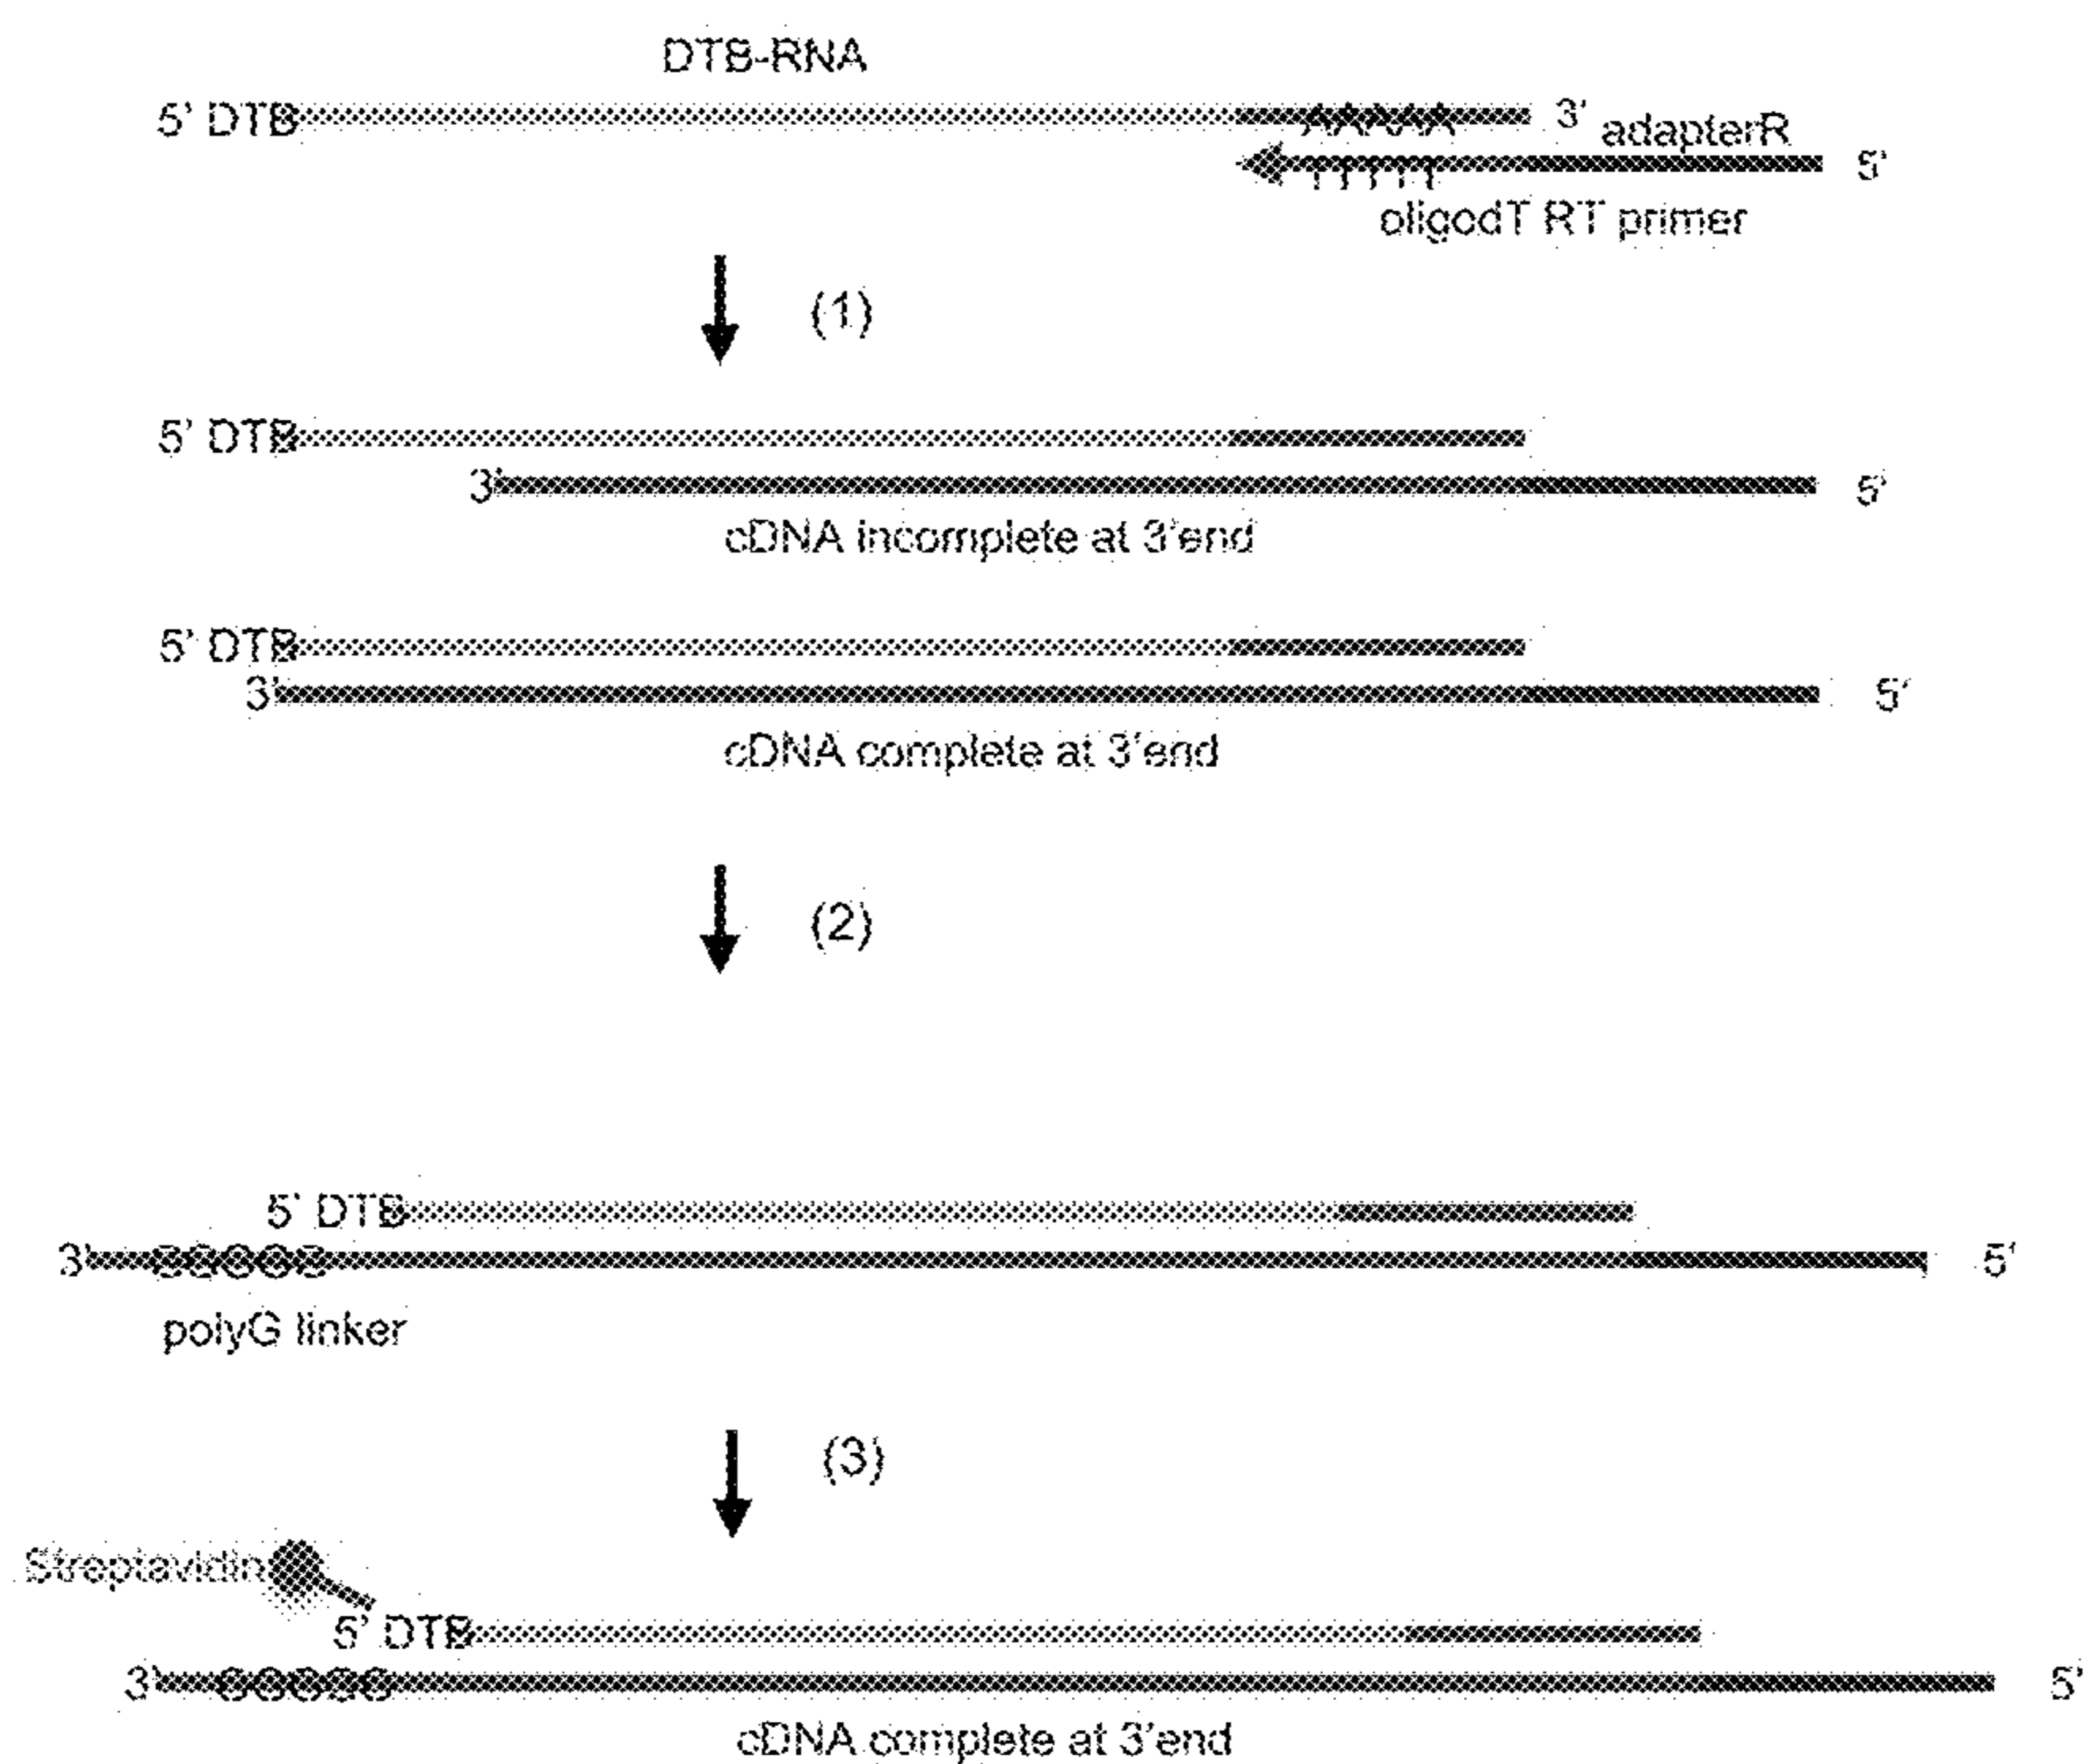 DTB-RNA
5' DTB
AAAAA
3'
adapterR
TTTTT
5'
oligodT RT primer
(1)
5' DTB
3'
5'
cDNA incomplete at 3'end
5' DTB
3'
5'
cDNA complete at 3'end
(2)
5' DTB
3'
5'
polyG linker
(3)
Streptavidin
5' DTB
3'
5'
cDNA complete at 3'end